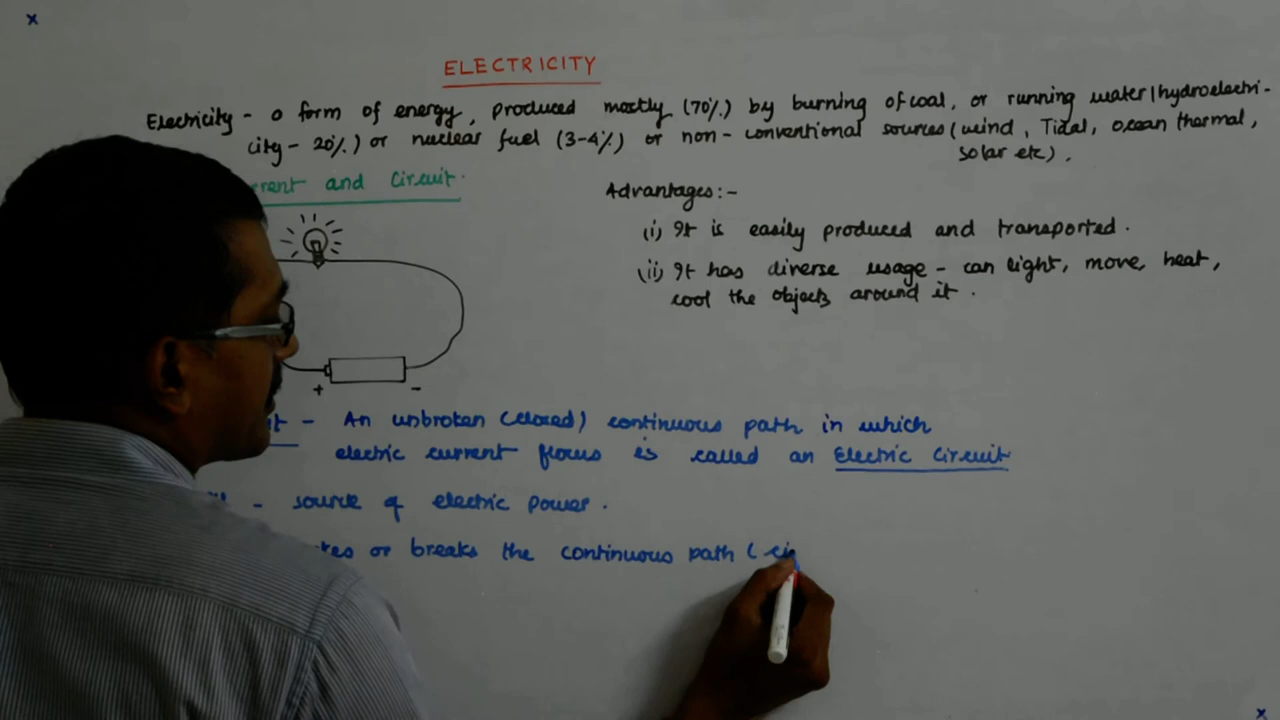 x
ELECTRICITY
Electricity - a form of energy, produced mostly (70%) by burning of coal, or running water (hydroelectri-
city - 20%) or nuclear fuel (3-4%) or non-conventional sources (wind, Tidal, ocean thermal,
solar etc).
rrent and Circuit.
Advantages:-
(i) It is easily produced and transported.
(ii) It has diverse usage - can light, move, heat,
cool the objects around it.
+ -
it - An unbroken (closed) continuous path in which
electric current flows is called an Electric Circuit
- source of electric power.
kes or breaks the continuous path (cir
x